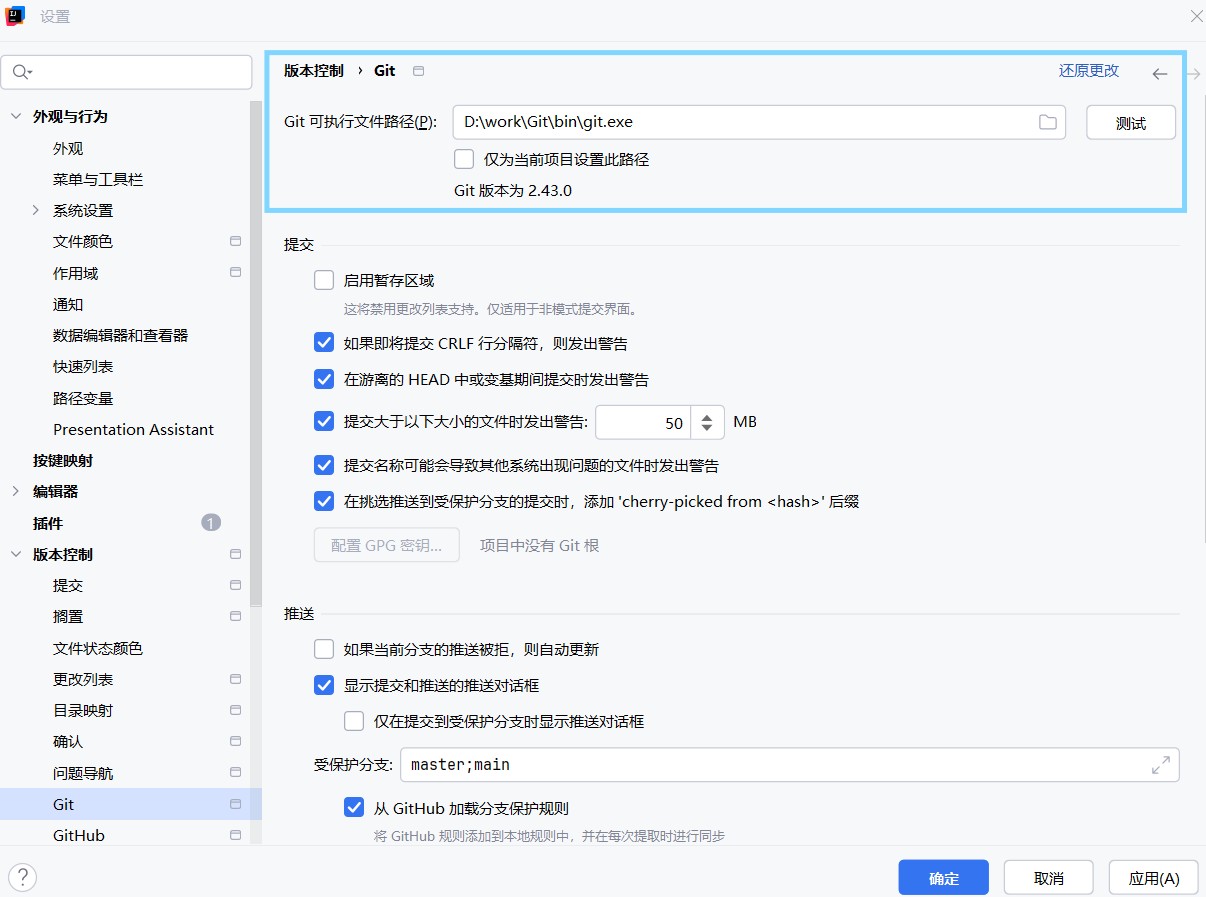 设置
外观与行为
外观
菜单与工具栏
系统设置
文件颜色
作用域
通知
数据编辑器和查看器
快速列表
路径变量
Presentation Assistant
按键映射
编辑器
插件 1
版本控制
提交
搁置
文件状态颜色
更改列表
目录映射
确认
问题导航
Git
GitHub
版本控制 › Git
还原更改
Git 可执行文件路径(P): D:\work\Git\bin\git.exe 测试
仅为当前项目设置此路径
Git 版本为 2.43.0
提交
启用暂存区域
这将禁用更改列表支持。仅适用于非模式提交界面。
如果即将提交 CRLF 行分隔符，则发出警告
在游离的 HEAD 中或变基期间提交时发出警告
提交大于以下大小的文件时发出警告: 50 MB
提交名称可能会导致其他系统出现问题的文件时发出警告
在挑选推送到受保护分支的提交时，添加 'cherry-picked from <hash>' 后缀
配置 GPG 密钥... 项目中没有 Git 根
推送
如果当前分支的推送被拒，则自动更新
显示提交和推送的推送对话框
仅在提交到受保护分支时显示推送对话框
受保护分支: master;main
从 GitHub 加载分支保护规则
将 GitHub 规则添加到本地规则中，并在每次提取时进行同步
? 确定 取消 应用(A)